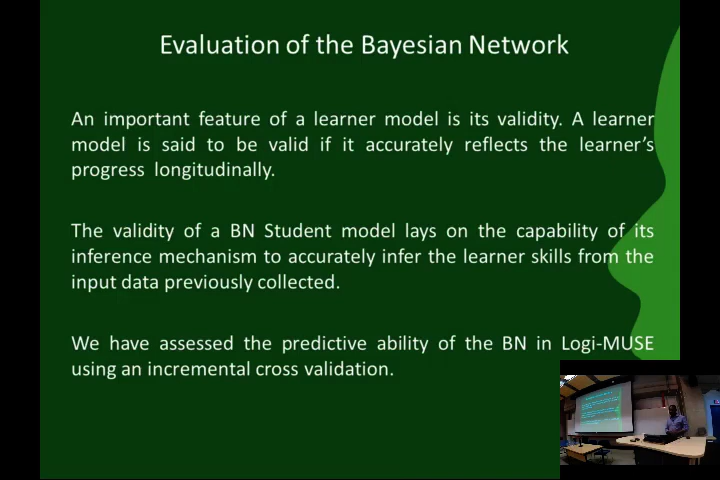 Evaluation of the Bayesian Network
An important feature of a learner model is its validity. A learner
model is said to be valid if it accurately reflects the learner's
progress longitudinally.
The validity of a BN Student model lays on the capability of its
inference mechanism to accurately infer the learner skills from the
input data previously collected.
We have assessed the predictive ability of the BN in Logi-MUSE
using an incremental cross validation.